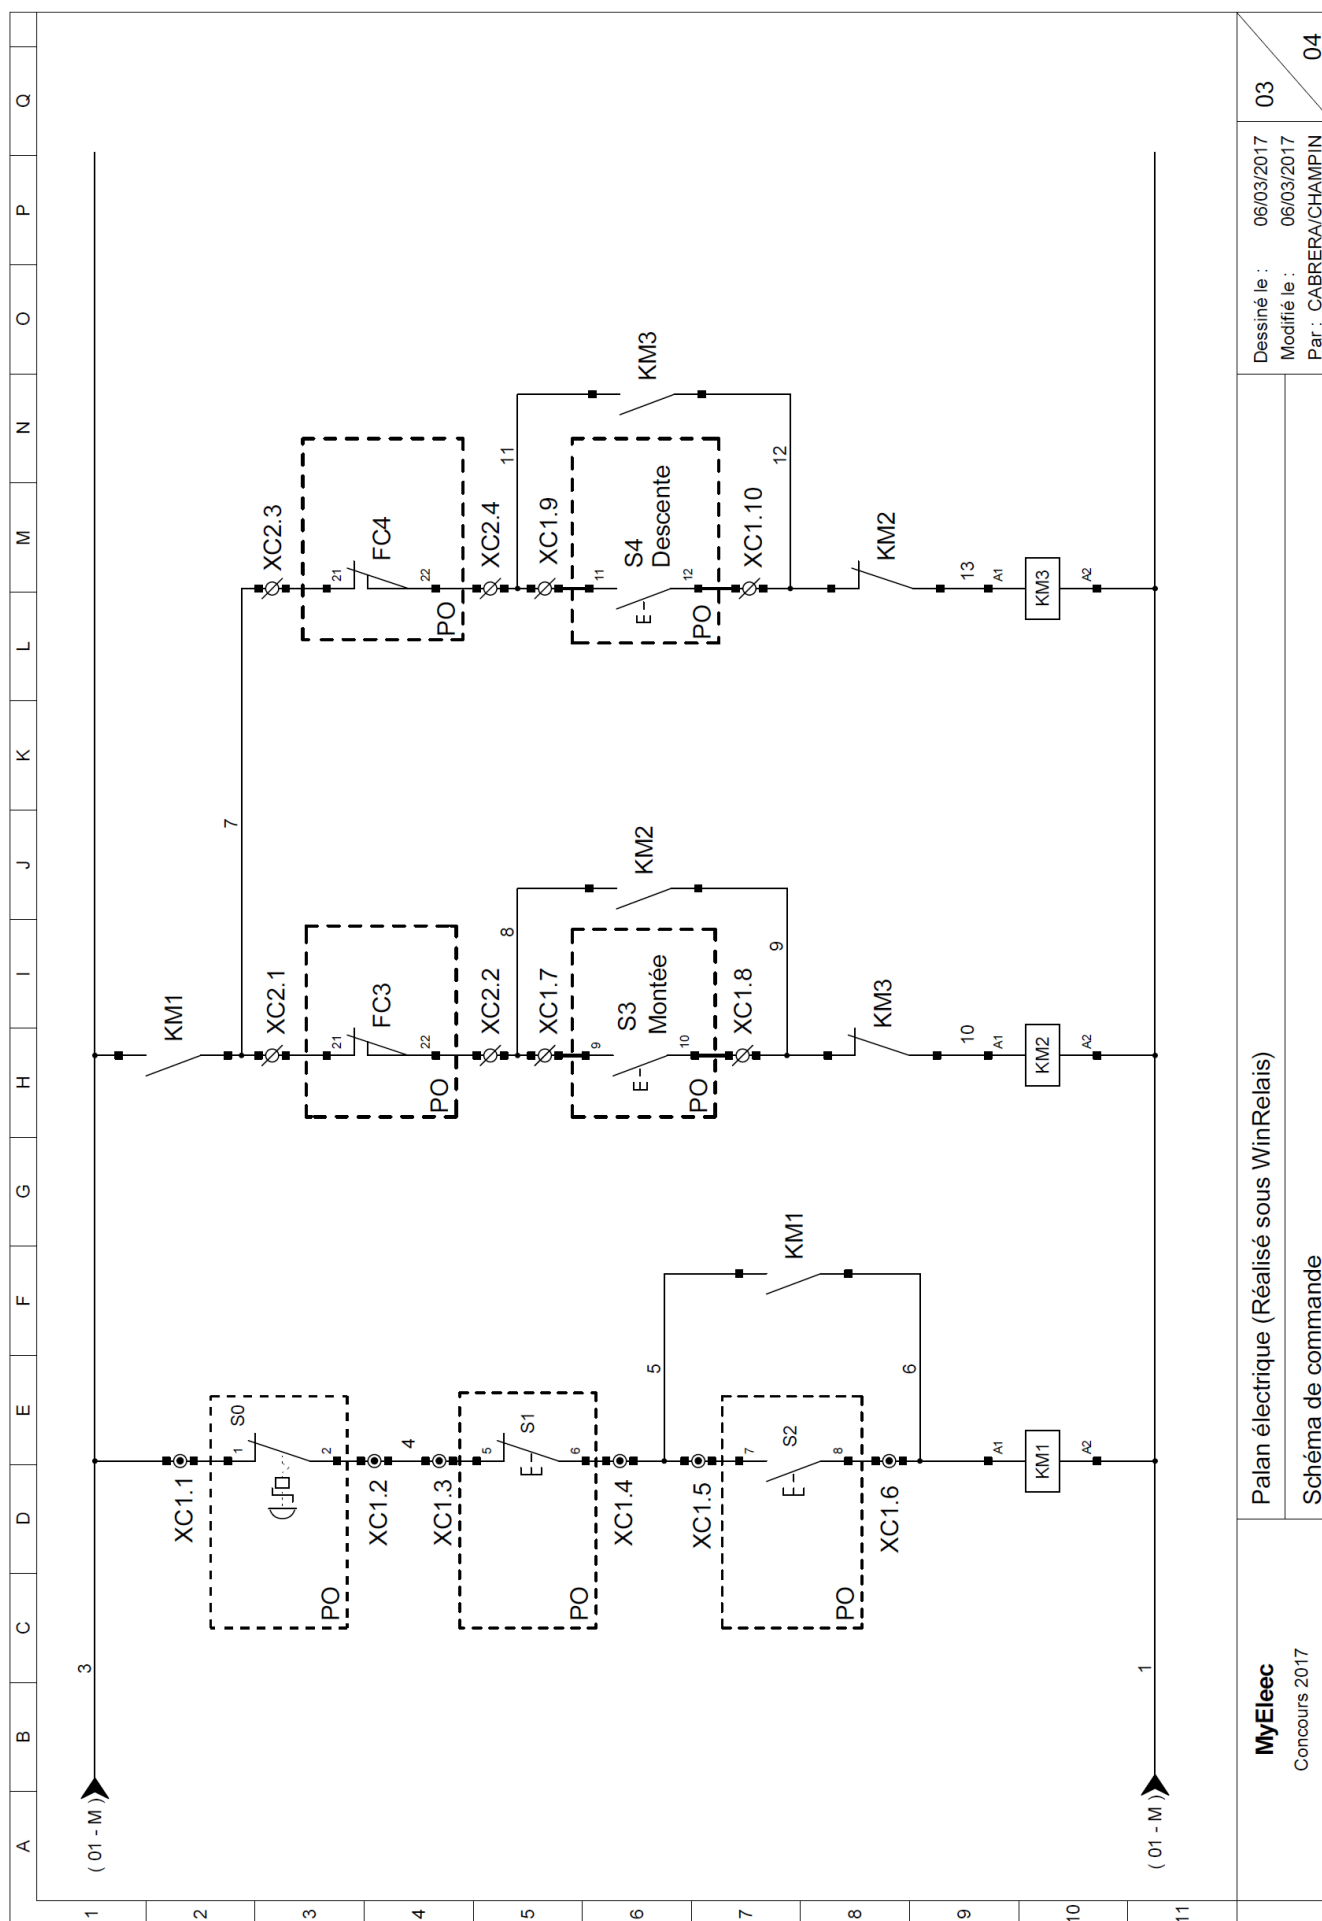 A B C D E F G H I J K L M N O P Q
1
2
3
4
5
6
7
8
9
10
11
( 01 - M )
3
( 01 - M )
1
XC1.1
S0
1
2
PO
XC1.2
4
XC1.3
S1
5
6
PO
XC1.4
5
XC1.5
S2
7
8
PO
XC1.6
6
KM1
A1
KM1
A2
KM1
7
XC2.1
21
FC3
22
PO
XC2.2
8
XC1.7
9
S3
Montée
10
PO
XC1.8
9
KM2
KM3
10
A1
KM2
A2
XC2.3
21
FC4
22
PO
XC2.4
11
XC1.9
11
S4
Descente
12
PO
XC1.10
12
KM3
KM2
13
A1
KM3
A2
MyEleec
Concours 2017
Palan électrique (Réalisé sous WinRelais)
Schéma de commande
Dessiné le : 06/03/2017
Modifié le : 06/03/2017
Par : CABRERA/CHAMPIN
03
04